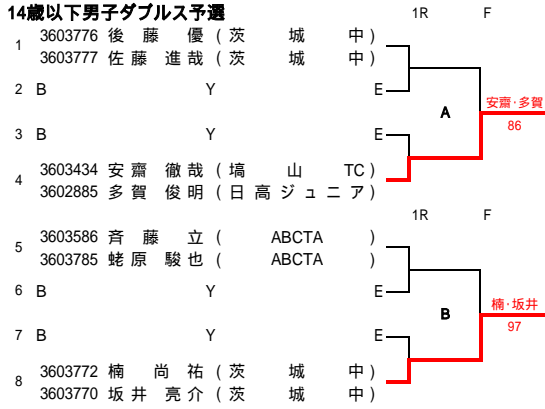 14歳以下男子ダブルス予選
1R F
1 3603776 後 藤 優 ( 茨 城 中 )
3603777 佐 藤 進 哉 ( 茨 城 中 )
2 B Y E
A
安齋·多賀
86
3 B Y E
4 3603434 安 齋 徹 哉 ( 塙 山 TC )
3602885 多 賀 俊 明 ( 日 高 ジ ュ ニ ア )
1R F
5 3603586 斉 藤 立 ( ABCTA )
3603785 蛯 原 駿 也 ( ABCTA )
6 B Y E
B
楠·坂井
97
7 B Y E
8 3603772 楠 尚 祐 ( 茨 城 中 )
3603770 坂 井 亮 介 ( 茨 城 中 )